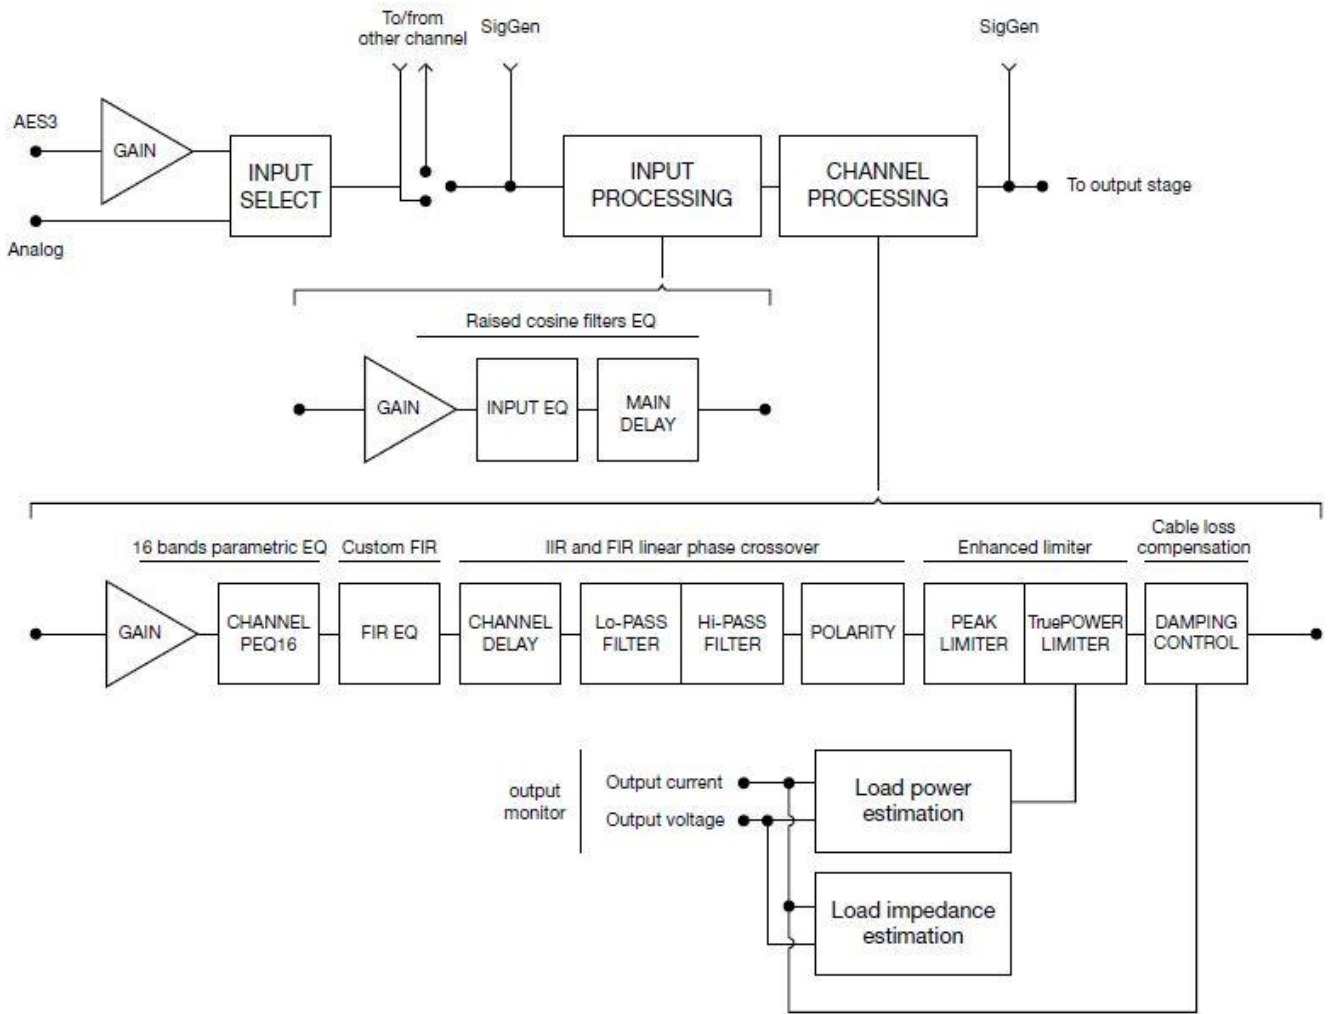 To/from
other channel
SigGen
SigGen
AES3
GAIN
INPUT
SELECT
INPUT
PROCESSING
CHANNEL
PROCESSING
To output stage
Analog
Raised cosine filters EQ
GAIN
INPUT EQ
MAIN
DELAY
16 bands parametric EQ
Custom FIR
IIR and FIR linear phase crossover
Enhanced limiter
Cable loss
compensation
GAIN
CHANNEL
PEQ16
FIR EQ
CHANNEL
DELAY
Lo-PASS
FILTER
Hi-PASS
FILTER
POLARITY
PEAK
LIMITER
TruePOWER
LIMITER
DAMPING
CONTROL
output
monitor
Output current
Output voltage
Load power
estimation
Load impedance
estimation